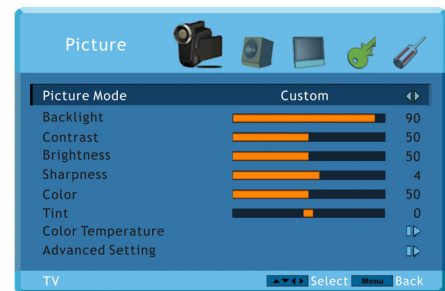 Picture
Picture Mode Custom
Backlight 90
Contrast 50
Brightness 50
Sharpness 4
Color 50
Tint 0
Color Temperature
Advanced Setting
TV Select Menu Back